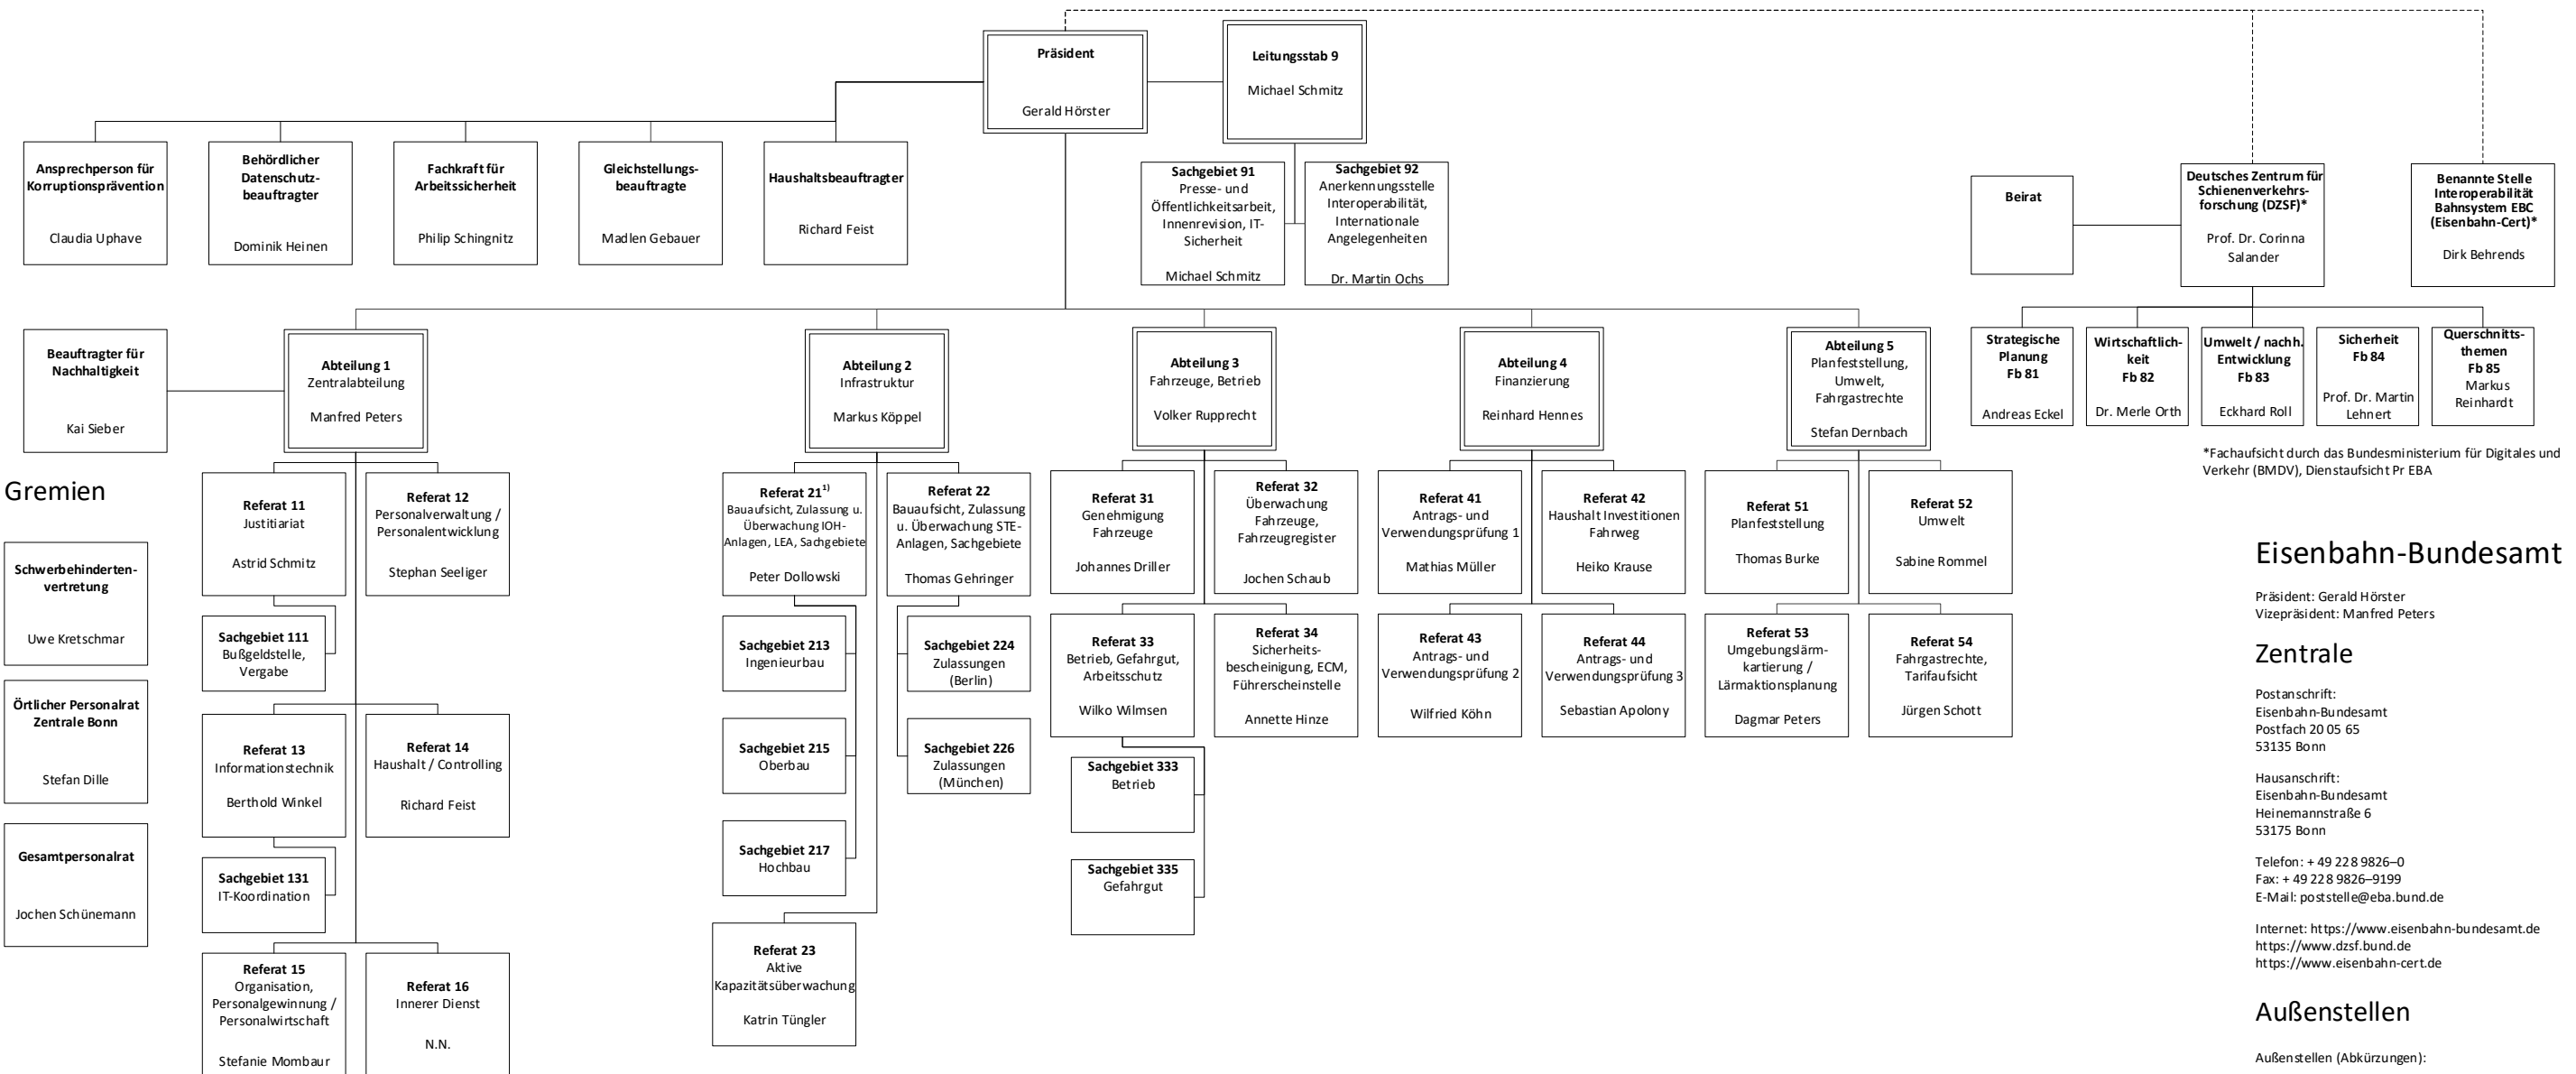 Präsident
Gerald Hörster
Leitungsstab 9
Michael Schmitz
Ansprechperson für
Korruptionsprävention
Claudia Uphave
Behördlicher
Datenschutz-
beauftragter
Dominik Heinen
Fachkraft für
Arbeitssicherheit
Philip Schingnitz
Gleichstellungs-
beauftragte
Madlen Gebauer
Haushaltsbeauftragter
Richard Feist
Sachgebiet 91
Presse- und
Öffentlichkeitsarbeit,
Innenrevision, IT-
Sicherheit
Michael Schmitz
Sachgebiet 92
Anerkennungsstelle
Interoperabilität,
Internationale
Angelegenheiten
Dr. Martin Ochs
Beirat
Deutsches Zentrum für
Schienenverkehrs-
forschung (DZSF)*
Prof. Dr. Corinna
Salander
Benannte Stelle
Interoperabilität
Bahnsystem EBC
(Eisenbahn-Cert)*
Dirk Behrends
Beauftragter für
Nachhaltigkeit
Kai Sieber
Abteilung 1
Zentralabteilung
Manfred Peters
Abteilung 2
Infrastruktur
Markus Köppel
Abteilung 3
Fahrzeuge, Betrieb
Volker Rupprecht
Abteilung 4
Finanzierung
Reinhard Hennes
Abteilung 5
Planfeststellung,
Umwelt,
Fahrgastrechte
Stefan Dernbach
Strategische
Planung
Fb 81
Andreas Eckel
Wirtschaftlich-
keit
Fb 82
Dr. Merle Orth
Umwelt / nachh.
Entwicklung
Fb 83
Eckhard Roll
Sicherheit
Fb 84
Prof. Dr. Martin
Lehnert
Querschnitts-
themen
Fb 85
Markus
Reinhardt
*Fachaufsicht durch das Bundesministerium für Digitales und
Verkehr (BMDV), Dienstaufsicht Pr EBA
Gremien
Schwerbehinderten-
vertretung
Uwe Kretschmar
Örtlicher Personalrat
Zentrale Bonn
Stefan Dille
Gesamtpersonalrat
Jochen Schünemann
Referat 11
Justitiariat
Astrid Schmitz
Referat 12
Personalverwaltung /
Personalentwicklung
Stephan Seeliger
Sachgebiet 111
Bußgeldstelle,
Vergabe
Referat 13
Informationstechnik
Berthold Winkel
Referat 14
Haushalt / Controlling
Richard Feist
Sachgebiet 131
IT-Koordination
Referat 15
Organisation,
Personalgewinnung /
Personalwirtschaft
Stefanie Mombaur
Referat 16
Innerer Dienst
N.N.
Referat 21¹⁾
Bauaufsicht, Zulassung u.
Überwachung IOH-
Anlagen, LEA, Sachgebiete
Peter Dollowski
Referat 22
Bauaufsicht, Zulassung
u. Überwachung STE-
Anlagen, Sachgebiete
Thomas Gehringer
Sachgebiet 213
Ingenieurbau
Sachgebiet 224
Zulassungen
(Berlin)
Sachgebiet 215
Oberbau
Sachgebiet 226
Zulassungen
(München)
Sachgebiet 217
Hochbau
Referat 23
Aktive
Kapazitätsüberwachung
Katrin Tüngler
Referat 31
Genehmigung
Fahrzeuge
Johannes Driller
Referat 32
Überwachung
Fahrzeuge,
Fahrzeugregister
Jochen Schaub
Referat 33
Betrieb, Gefahrgut,
Arbeitsschutz
Wilko Wilmsen
Referat 34
Sicherheits-
bescheinigung, ECM,
Führerscheinstelle
Annette Hinze
Sachgebiet 333
Betrieb
Sachgebiet 335
Gefahrgut
Referat 41
Antrags- und
Verwendungsprüfung 1
Mathias Müller
Referat 42
Haushalt Investitionen
Fahrweg
Heiko Krause
Referat 43
Antrags- und
Verwendungsprüfung 2
Wilfried Köhn
Referat 44
Antrags- und
Verwendungsprüfung 3
Sebastian Apolony
Referat 51
Planfeststellung
Thomas Burke
Referat 52
Umwelt
Sabine Rommel
Referat 53
Umgebungslärm-
kartierung /
Lärmaktionsplanung
Dagmar Peters
Referat 54
Fahrgastrechte,
Tarifaufsicht
Jürgen Schott
Eisenbahn-Bundesamt
Präsident: Gerald Hörster
Vizepräsident: Manfred Peters
Zentrale
Postanschrift:
Eisenbahn-Bundesamt
Postfach 20 05 65
53135 Bonn
Hausanschrift:
Eisenbahn-Bundesamt
Heinemannstraße 6
53175 Bonn
Telefon: + 49 228 9826–0
Fax: + 49 228 9826–9199
E-Mail: poststelle@eba.bund.de
Internet: https://www.eisenbahn-bundesamt.de
https://www.dzsf.bund.de
https://www.eisenbahn-cert.de
Außenstellen
Außenstellen (Abkürzungen):